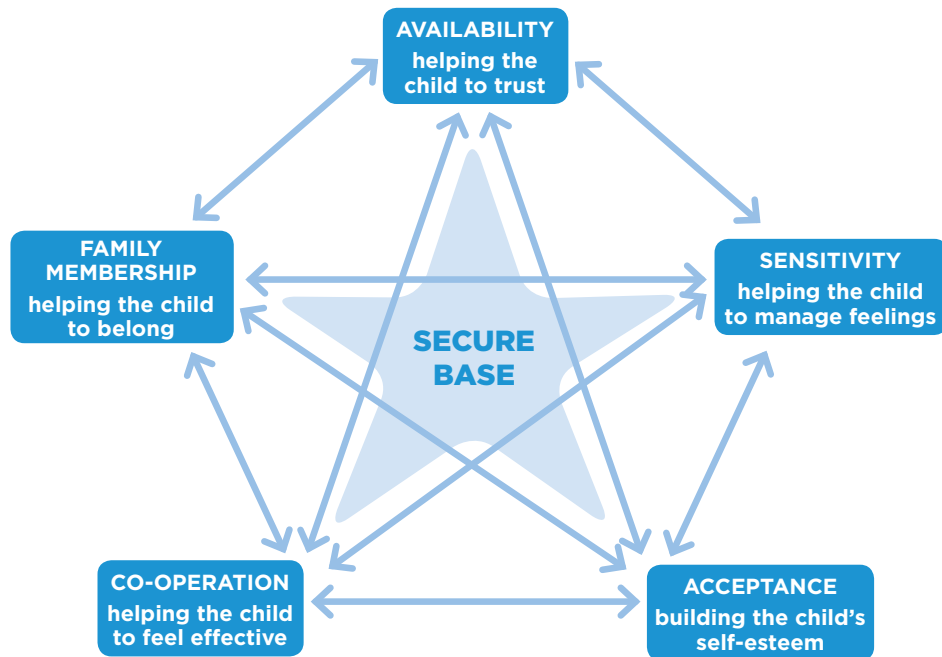 AVAILABILITY
helping the
child to trust
FAMILY
MEMBERSHIP
helping the child
to belong
SENSITIVITY
helping the child
to manage feelings
SECURE
BASE
CO-OPERATION
helping the child
to feel effective
ACCEPTANCE
building the child’s
self-esteem